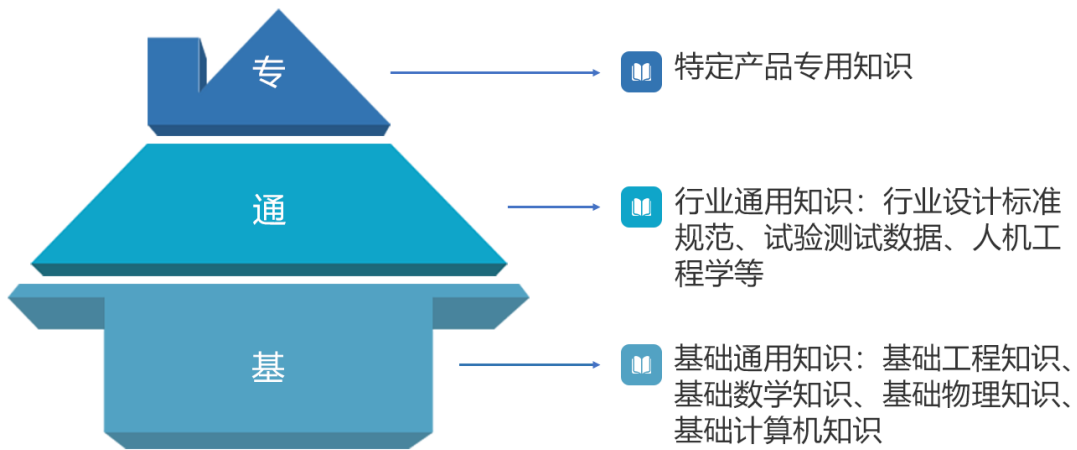 专
特定产品专用知识
通
行业通用知识：行业设计标准
规范、试验测试数据、人机工
程学等
基
基础通用知识：基础工程知识、
基础数学知识、基础物理知识、
基础计算机知识